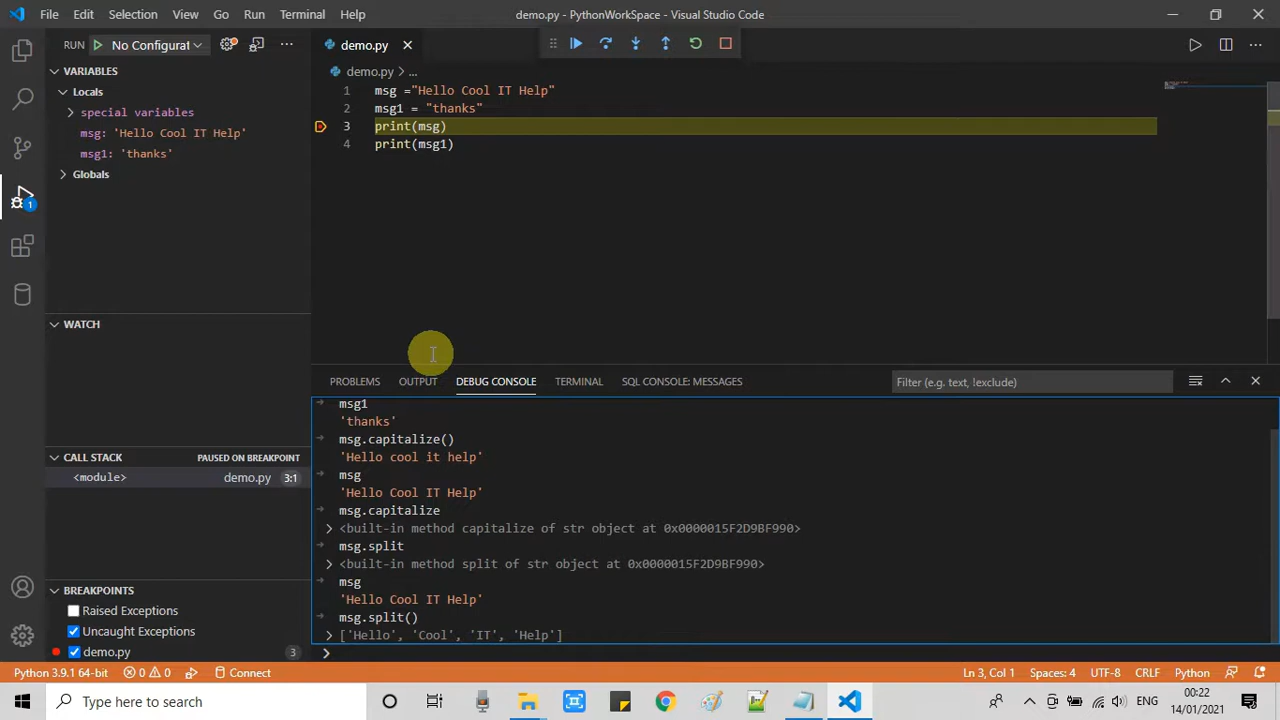 File Edit Selection View Go Run Terminal Help demo.py - PythonWorkSpace - Visual Studio Code
RUN No Configurat demo.py
VARIABLES
demo.py > ...
Locals
special variables
msg: 'Hello Cool IT Help'
msg1: 'thanks'
Globals
1 msg ="Hello Cool IT Help"
2 msg1 = "thanks"
3 print(msg)
4 print(msg1)
WATCH
CALL STACK PAUSED ON BREAKPOINT
<module> demo.py 3:1
BREAKPOINTS
Raised Exceptions
Uncaught Exceptions
demo.py 3
1
PROBLEMS OUTPUT DEBUG CONSOLE TERMINAL SQL CONSOLE: MESSAGES Filter (e.g. text, !exclude)
msg1
'thanks'
msg.capitalize()
'Hello cool it help'
msg
'Hello Cool IT Help'
msg.capitalize
<built-in method capitalize of str object at 0x0000015F2D9BF990>
msg.split
<built-in method split of str object at 0x0000015F2D9BF990>
msg
'Hello Cool IT Help'
msg.split()
['Hello', 'Cool', 'IT', 'Help']
Python 3.9.1 64-bit 0 0 Connect Ln 3, Col 1 Spaces: 4 UTF-8 CRLF Python
Type here to search ENG 00:22
14/01/2021